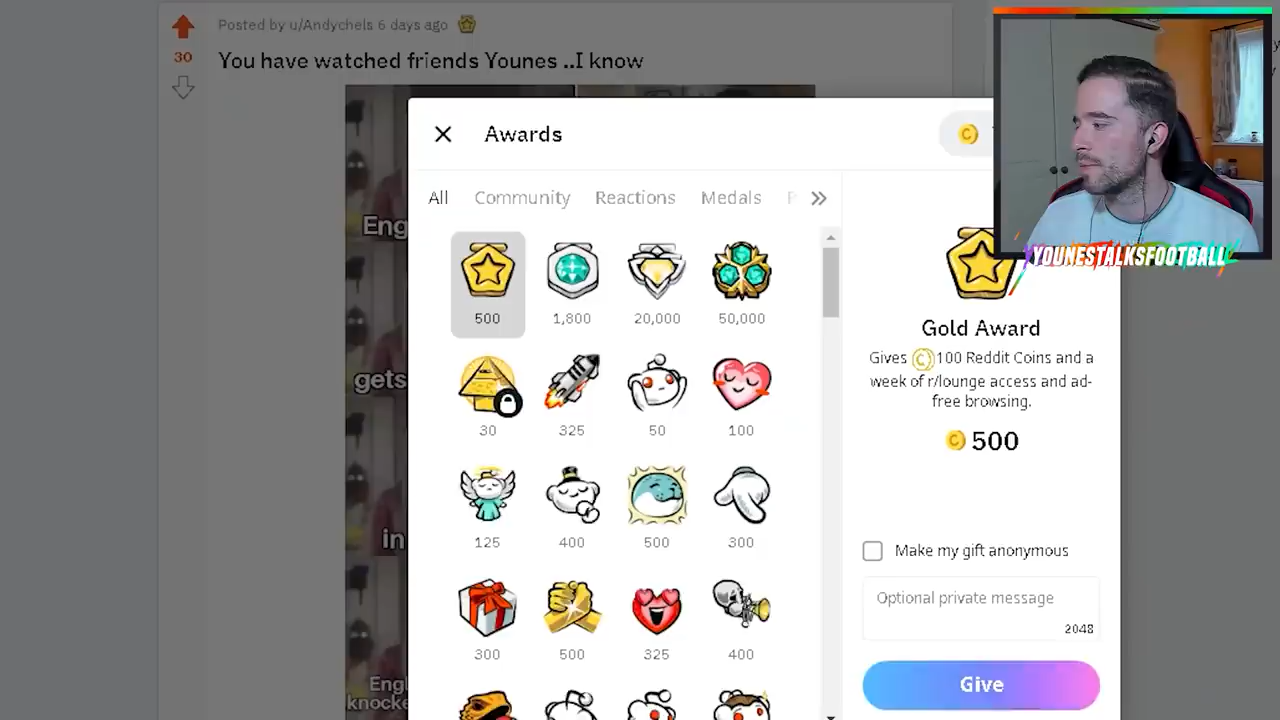 Posted by u/Andychels 6 days ago
30
You have watched friends Younes ..I know
Awards
All Community Reactions Medals
500 1,800 20,000 50,000
30 325 50 100
125 400 500 300
300 500 325 400
Gold Award
Gives 100 Reddit Coins and a
week of r/lounge access and ad-
free browsing.
500
Make my gift anonymous
Optional private message
2048
Give
YOUNESTALKSFOOTBALL
Eng
gets
in
Engl
knocke